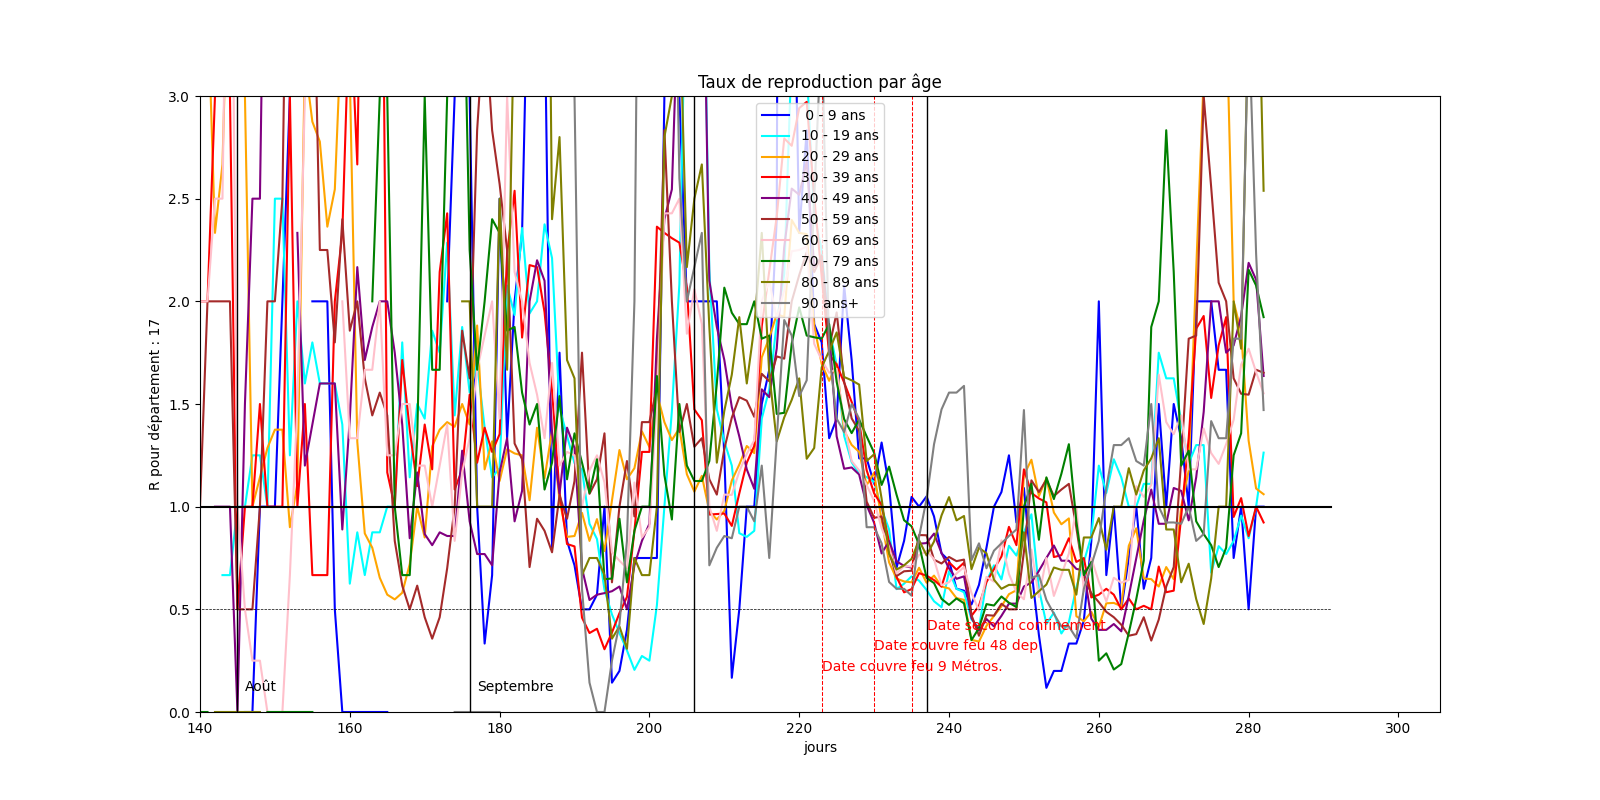 Taux de reproduction par âge
3.0
2.5
2.0
1.5
1.0
0.5
0.0
R pour département : 17
0 - 9 ans
10 - 19 ans
20 - 29 ans
30 - 39 ans
40 - 49 ans
50 - 59 ans
60 - 69 ans
70 - 79 ans
80 - 89 ans
90 ans+
Date second confinement
Date couvre feu 48 dep
Date couvre feu 9 Métros.
Août
Septembre
140 160 180 200 220 240 260 280 300
jours